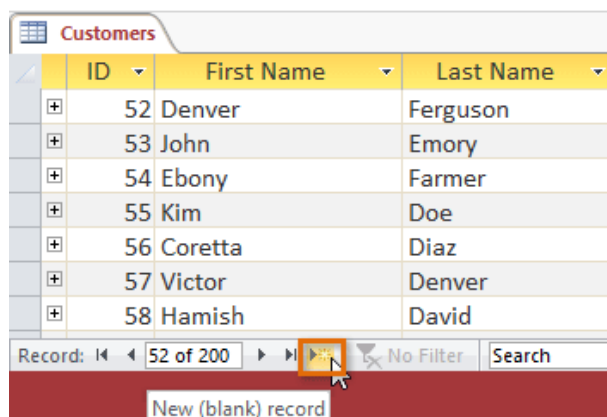 Customers
ID First Name Last Name
52 Denver Ferguson
53 John Emory
54 Ebony Farmer
55 Kim Doe
56 Coretta Diaz
57 Victor Denver
58 Hamish David
Record: 52 of 200 No Filter Search
New (blank) record